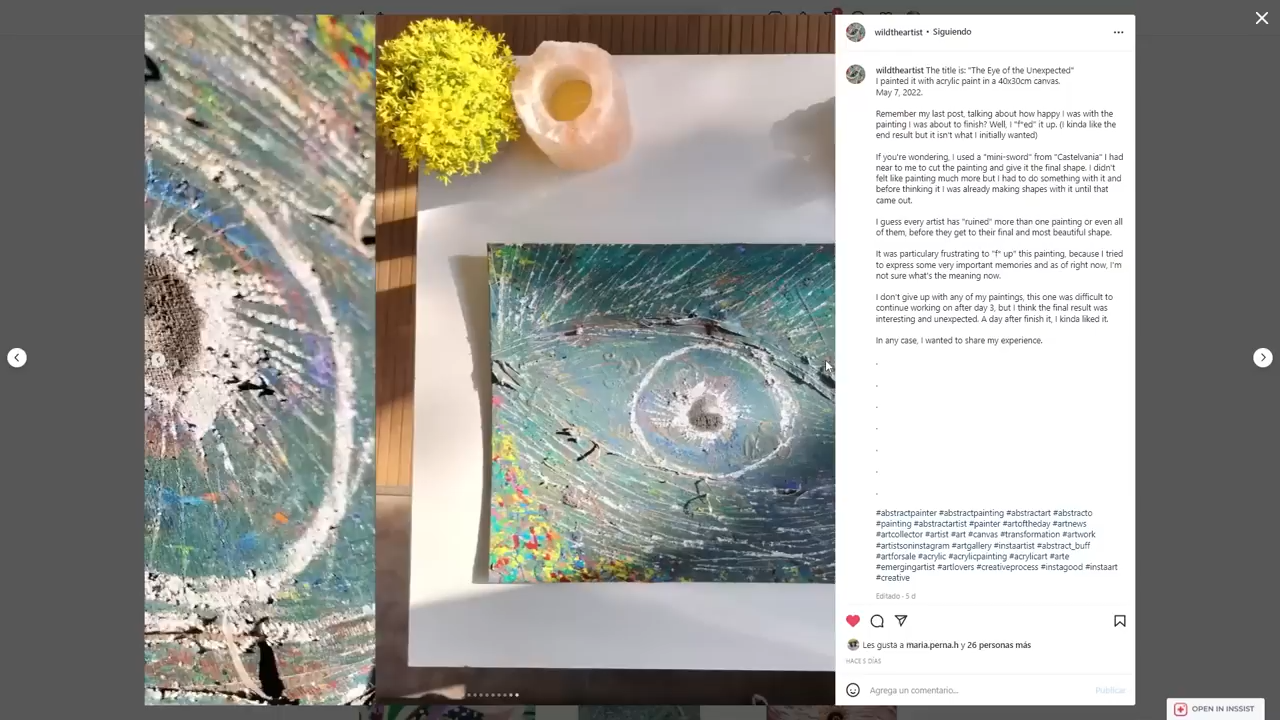 wildtheartist • Siguiendo
wildtheartist The title is: "The Eye of the Unexpected"
I painted it with acrylic paint in a 40x30cm canvas.
May 7, 2022.
Remember my last post, talking about how happy I was with the
painting I was about to finish? Well, I "f*ed" it up. (I kinda like the
end result but it isn't what I initially wanted)
If you're wondering, I used a "mini-sword" from "Castelvania" I had
near to me to cut the painting and give it the final shape. I didn't
felt like painting much more but I had to do something with it and
before thinking it I was already making shapes with it until that
came out.
I guess every artist has "ruined" more than one painting or even all
of them, before they get to their final and most beautiful shape.
It was particulary frustrating to "f* up" this painting, because I tried
to express some very important memories and as of right now, I'm
not sure what's the meaning now.
I don't give up with any of my paintings, this one was difficult to
continue working on after day 3, but I think the final result was
interesting and unexpected. A day after finish it, I kinda liked it.
In any case, I wanted to share my experience.
.
.
.
.
.
.
.
#abstractpainter #abstractpainting #abstractart #abstracto
#painting #abstractartist #painter #artoftheday #artnews
#artcollector #artist #art #canvas #transformation #artwork
#artistsoninstagram #artgallery #instaartist #abstract_buff
#artforsale #acrylic #acrylicpainting #acrylicart #arte
#emergingartist #artlovers #creativeprocess #instagood #instaart
#creative
Editado · 5 d
Les gusta a maria.perna.h y 26 personas más
HACE 5 DÍAS
Agrega un comentario...
Publicar
OPEN IN INSSIST